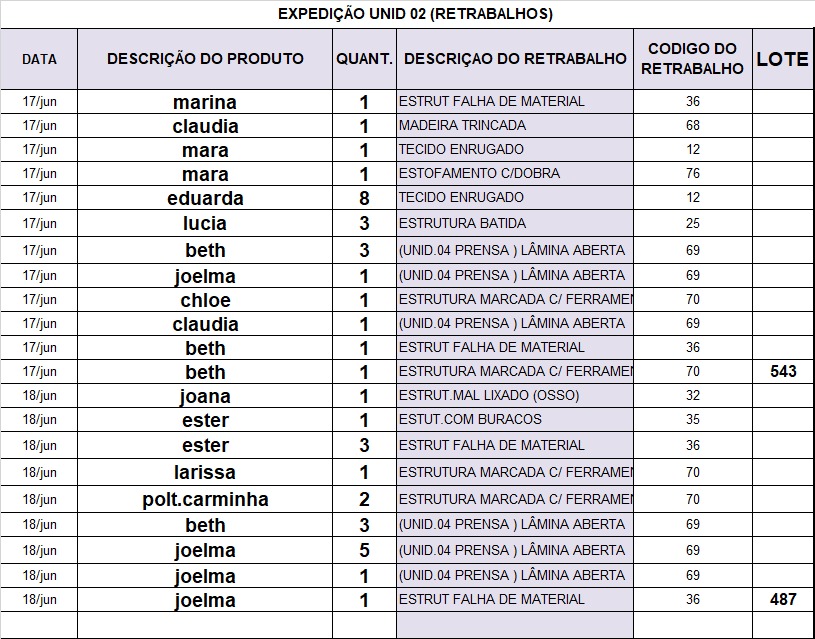 EXPEDIÇÃO UNID 02 (RETRABALHOS)
DATA DESCRIÇÃO DO PRODUTO QUANT. DESCRIÇAO DO RETRABALHO CODIGO DO RETRABALHO LOTE
17/jun marina 1 ESTRUT FALHA DE MATERIAL 36
17/jun claudia 1 MADEIRA TRINCADA 68
17/jun mara 1 TECIDO ENRUGADO 12
17/jun mara 1 ESTOFAMENTO C/DOBRA 76
17/jun eduarda 8 TECIDO ENRUGADO 12
17/jun lucia 3 ESTRUTURA BATIDA 25
17/jun beth 3 (UNID.04 PRENSA ) LÂMINA ABERTA 69
17/jun joelma 1 (UNID.04 PRENSA ) LÂMINA ABERTA 69
17/jun chloe 1 ESTRUTURA MARCADA C/ FERRAMEN 70
17/jun claudia 1 (UNID.04 PRENSA ) LÂMINA ABERTA 69
17/jun beth 1 ESTRUT FALHA DE MATERIAL 36
17/jun beth 1 ESTRUTURA MARCADA C/ FERRAMEN 70 543
18/jun joana 1 ESTRUT.MAL LIXADO (OSSO) 32
18/jun ester 1 ESTUT.COM BURACOS 35
18/jun ester 3 ESTRUT FALHA DE MATERIAL 36
18/jun larissa 1 ESTRUTURA MARCADA C/ FERRAMEN 70
18/jun polt.carminha 2 ESTRUTURA MARCADA C/ FERRAMEN 70
18/jun beth 3 (UNID.04 PRENSA ) LÂMINA ABERTA 69
18/jun joelma 5 (UNID.04 PRENSA ) LÂMINA ABERTA 69
18/jun joelma 1 (UNID.04 PRENSA ) LÂMINA ABERTA 69
18/jun joelma 1 ESTRUT FALHA DE MATERIAL 36 487